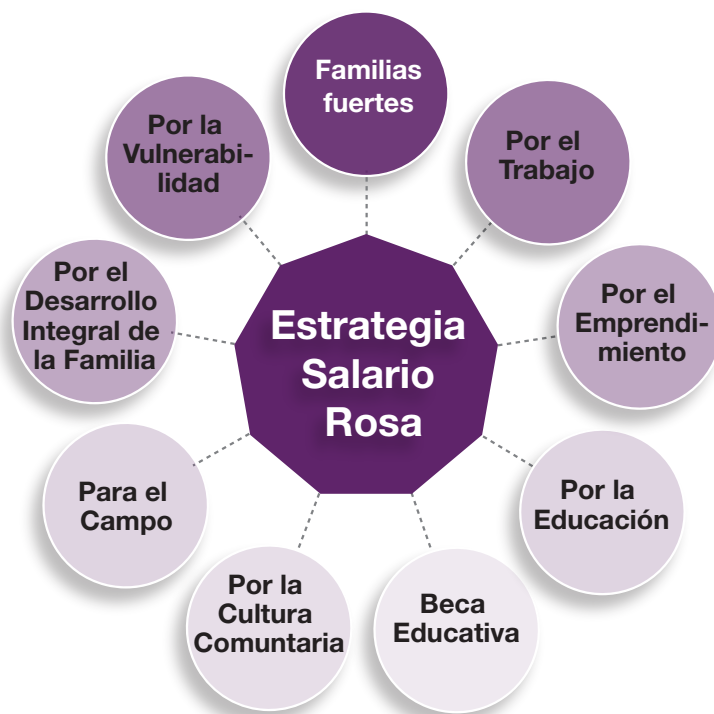 Familias
fuertes
Por el
Trabajo
Por el
Emprendi-
miento
Por la
Educación
Beca
Educativa
Por la
Cultura
Comuntaria
Para el
Campo
Por el
Desarrollo
Integral de
la Familia
Por la
Vulnerabi-
lidad
Estrategia
Salario
Rosa